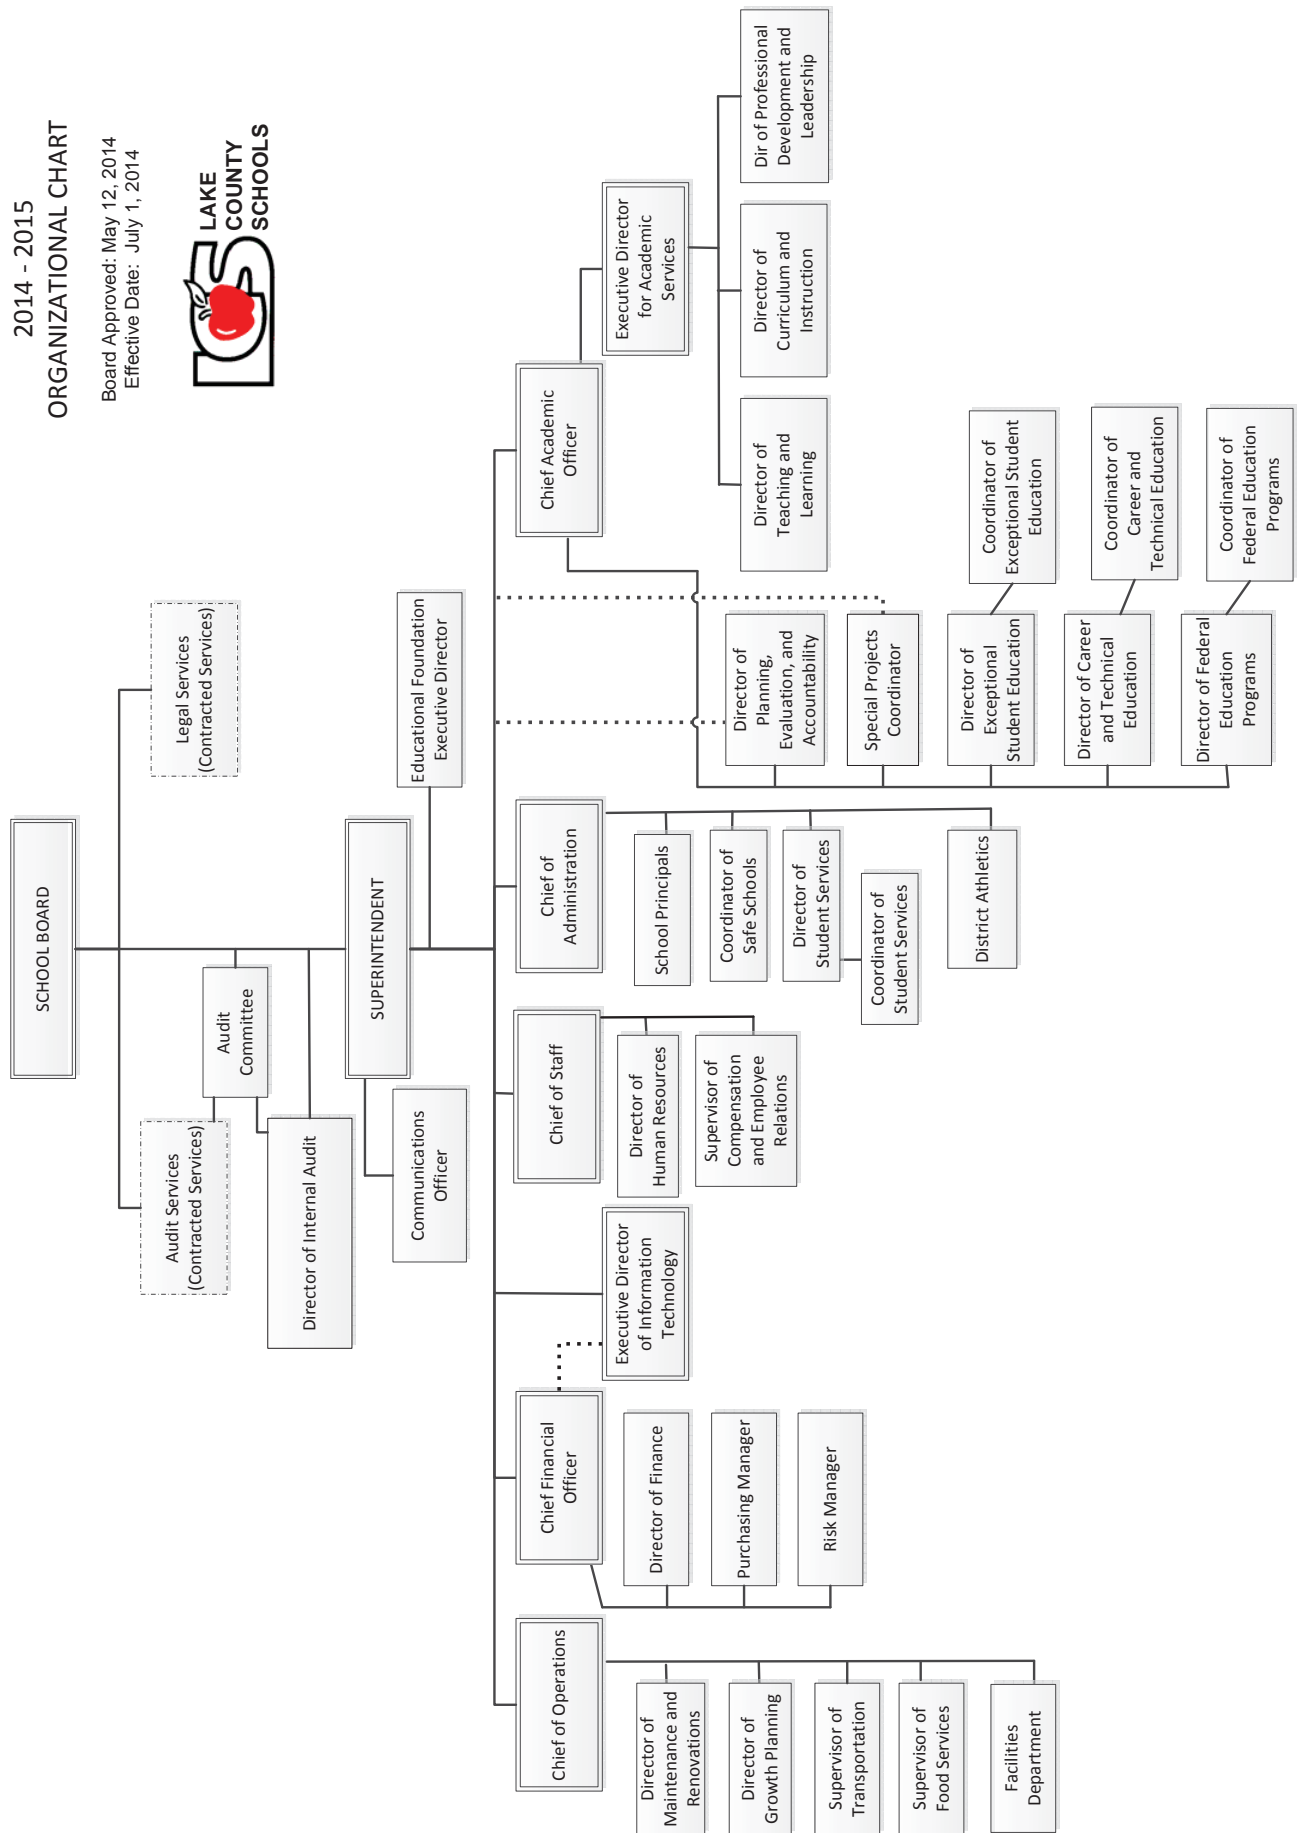 2014 - 2015
ORGANIZATIONAL CHART
Board Approved: May 12, 2014
Effective Date: July 1, 2014
LCS
LAKE
COUNTY
SCHOOLS
SCHOOL BOARD
Audit Services
(Contracted Services)
Legal Services
(Contracted Services)
Audit
Committee
Director of Internal Audit
SUPERINTENDENT
Communications
Officer
Educational Foundation
Executive Director
Chief of Operations
Director of
Maintenance and
Renovations
Director of
Growth Planning
Supervisor of
Transportation
Supervisor of
Food Services
Facilities
Department
Chief Financial
Officer
Director of Finance
Purchasing Manager
Risk Manager
Executive Director
of Information
Technology
Chief of Staff
Director of
Human Resources
Supervisor of
Compensation
and Employee
Relations
Chief of
Administration
School Principals
Coordinator of
Safe Schools
Director of
Student Services
Coordinator of
Student Services
District Athletics
Chief Academic
Officer
Executive Director
for Academic
Services
Director of
Teaching and
Learning
Director of
Curriculum and
Instruction
Dir of Professional
Development and
Leadership
Director of
Planning,
Evaluation, and
Accountability
Special Projects
Coordinator
Director of
Exceptional
Student Education
Coordinator of
Exceptional Student
Education
Director of Career
and Technical
Education
Coordinator of
Career and
Technical Education
Director of Federal
Education
Programs
Coordinator of
Federal Education
Programs